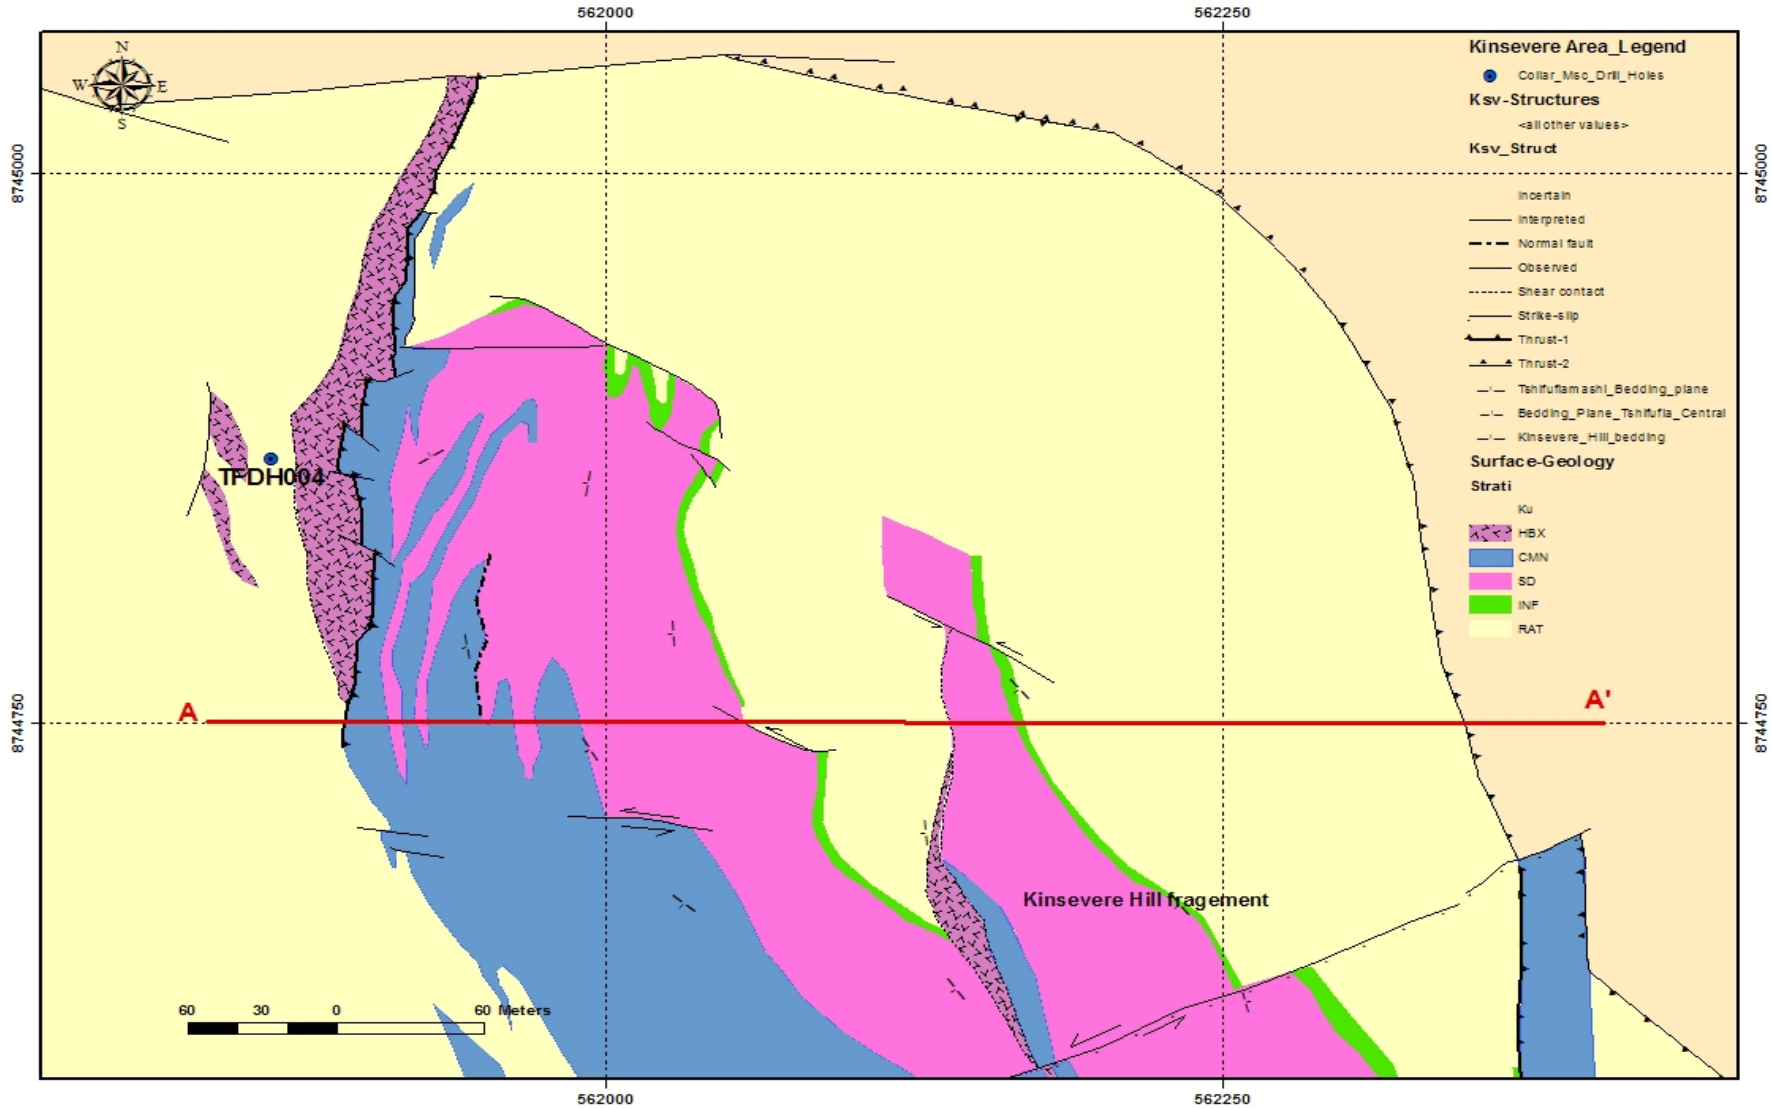 562000 562250
N
W E
S
Kinsevere Area_Legend
Collar_Msc_Drill_Holes
Ksv-Structures
<all other values>
Ksv_Struct
Incertain
Interpreted
Normal fault
Observed
Shear contact
Strike-slip
Thrust-1
Thrust-2
Tshifufiamashi_Bedding_plane
Bedding_Plane_Tshifufia_Central
Kinsevere_Hill_bedding
Surface-Geology
Strati
Ku
HBX
CMN
SD
INF
RAT
8745000 8745000
TFDH004
A A'
8744750 8744750
Kinsevere Hill fragement
60 30 0 60 Meters
562000 562250